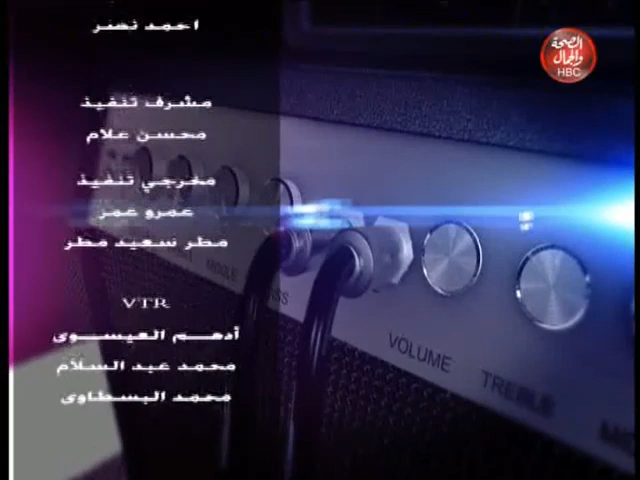 احمد نصر
مشرف تنفيذ
محسن علام
مخرجي تنفيذ
عمرو عمر
مطر سعيد مطر
VTR
أدهم العيسوى
محمد عبد السلام
محمد البسطاوى
الصحة
والجمال
HBC
MIDDLE
VOLUME
TREBLE